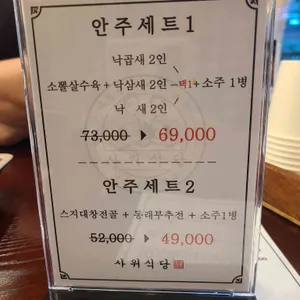 안주세트 1
낙곱새 2인
소뽈살수육 + 낙삼새 2인 택1 + 소주 1병
낙 새 2인
73,000 ▶ 69,000
안주세트 2
스지대창전골 + 동래부추전 + 소주1병
52,000 ▶ 49,000
사위식당